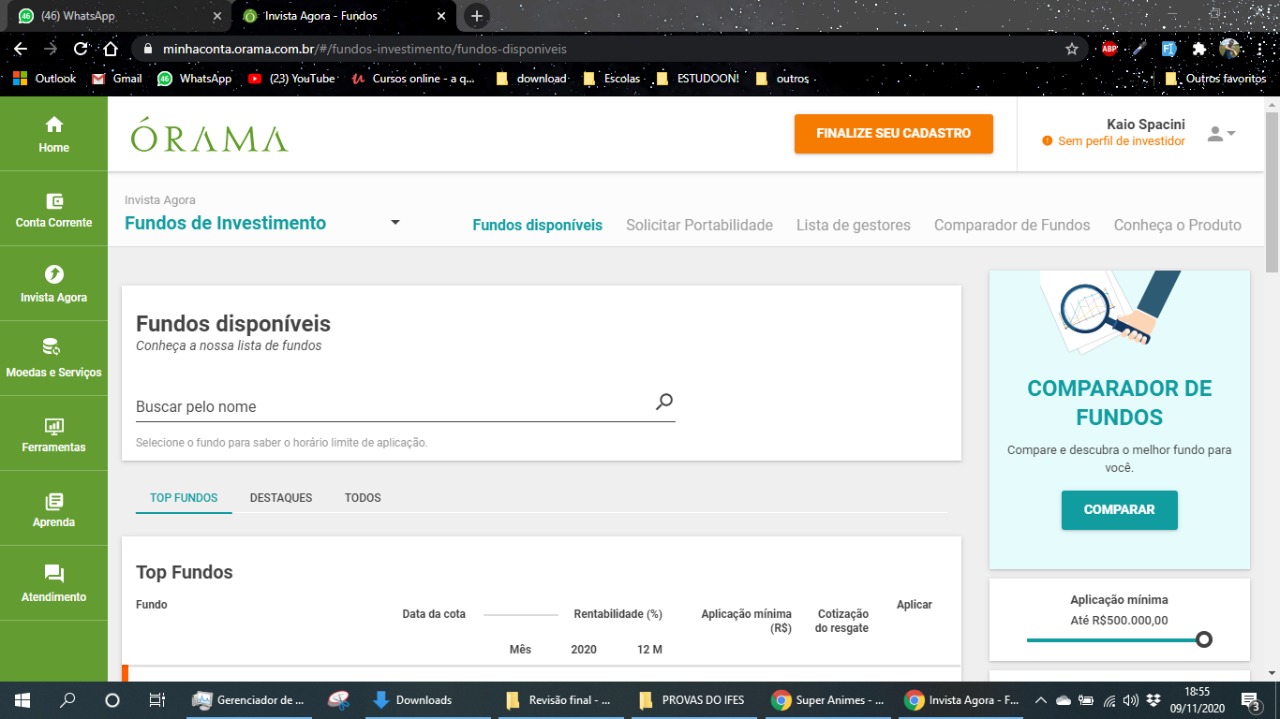 (46) WhatsApp
Invista Agora - Fundos
minhaconta.orama.com.br/#/fundos-investimento/fundos-disponiveis
ABP
Outlook
Gmail
WhatsApp
(23) YouTube
Cursos online - a q...
download
Escolas
ESTUDOON!
outros
Outros favoritos
Home
Conta Corrente
Invista Agora
Moedas e Serviços
Ferramentas
Aprenda
Atendimento
ÓRAMA
FINALIZE SEU CADASTRO
Kaio Spacini
Sem perfil de investidor
Invista Agora
Fundos de Investimento
Fundos disponíveis
Solicitar Portabilidade
Lista de gestores
Comparador de Fundos
Conheça o Produto
Fundos disponíveis
Conheça a nossa lista de fundos
Buscar pelo nome
Selecione o fundo para saber o horário limite de aplicação.
TOP FUNDOS
DESTAQUES
TODOS
Top Fundos
Fundo
Data da cota
Rentabilidade (%)
Aplicação mínima
(R$)
Cotização
do resgate
Aplicar
Mês
2020
12 M
COMPARADOR DE
FUNDOS
Compare e descubra o melhor fundo para
você.
COMPARAR
Aplicação mínima
Até R$500.000,00
Gerenciador de ...
Downloads
Revisão final - ...
PROVAS DO IFES
Super Animes - ...
Invista Agora - F...
18:55
09/11/2020
3